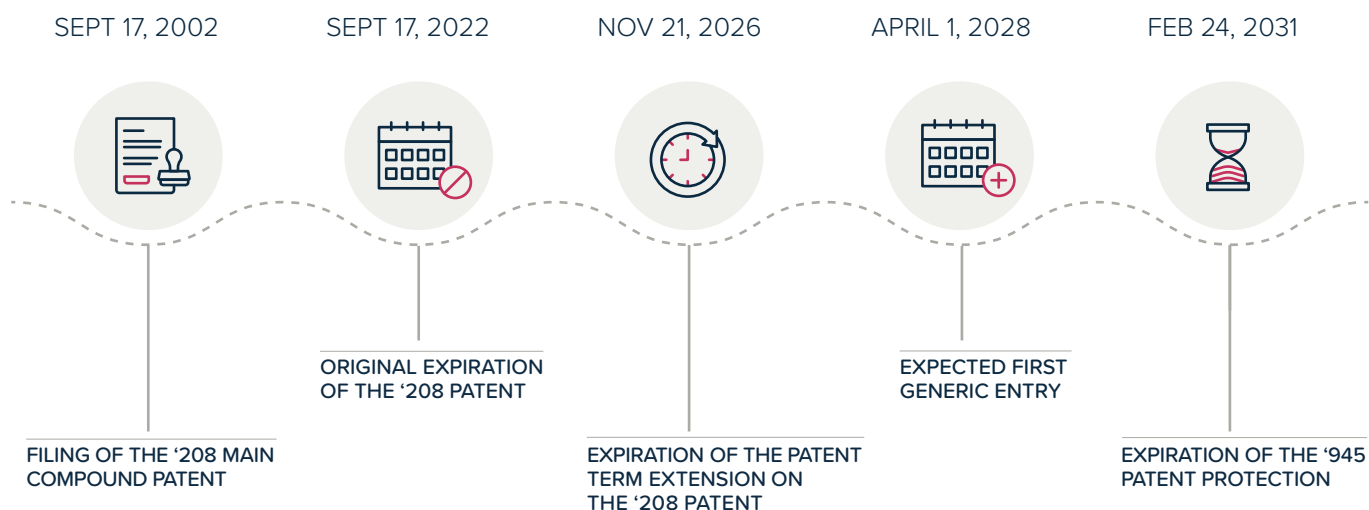 SEPT 17, 2002
SEPT 17, 2022
NOV 21, 2026
APRIL 1, 2028
FEB 24, 2031
ORIGINAL EXPIRATION
OF THE ‘208 PATENT
EXPECTED FIRST
GENERIC ENTRY
FILING OF THE ‘208 MAIN
COMPOUND PATENT
EXPIRATION OF THE PATENT
TERM EXTENSION ON
THE ‘208 PATENT
EXPIRATION OF THE ‘945
PATENT PROTECTION